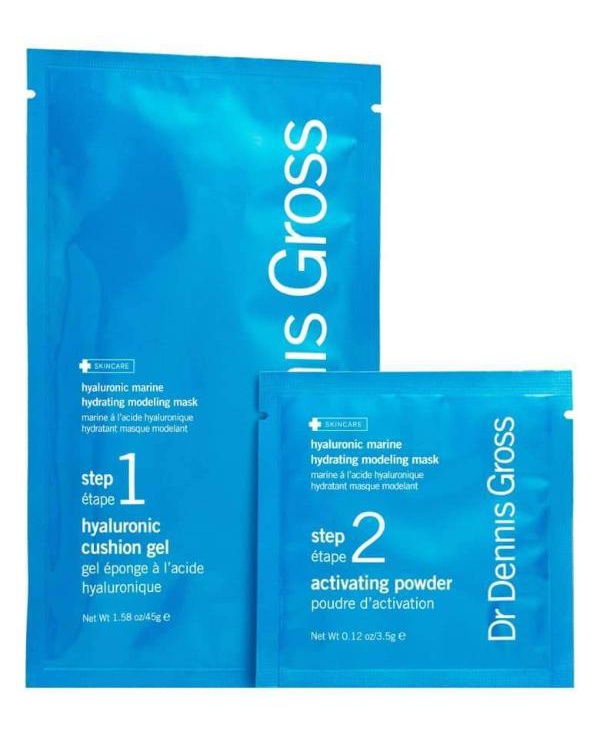 Dennis Gross
SKINCARE
hyaluronic marine
hydrating modeling mask
marine à l'acide hyaluronique
hydratant masque modelant
step 1
étape
hyaluronic
cushion gel
gel éponge à l'acide
hyaluronique
Net Wt 1.58 oz/45g ℮
SKINCARE
hyaluronic marine
hydrating modeling mask
marine à l'acide hyaluronique
hydratant masque modelant
step 2
étape
activating powder
poudre d'activation
Net Wt 0.12 oz/3.5g ℮
Dr Dennis Gross